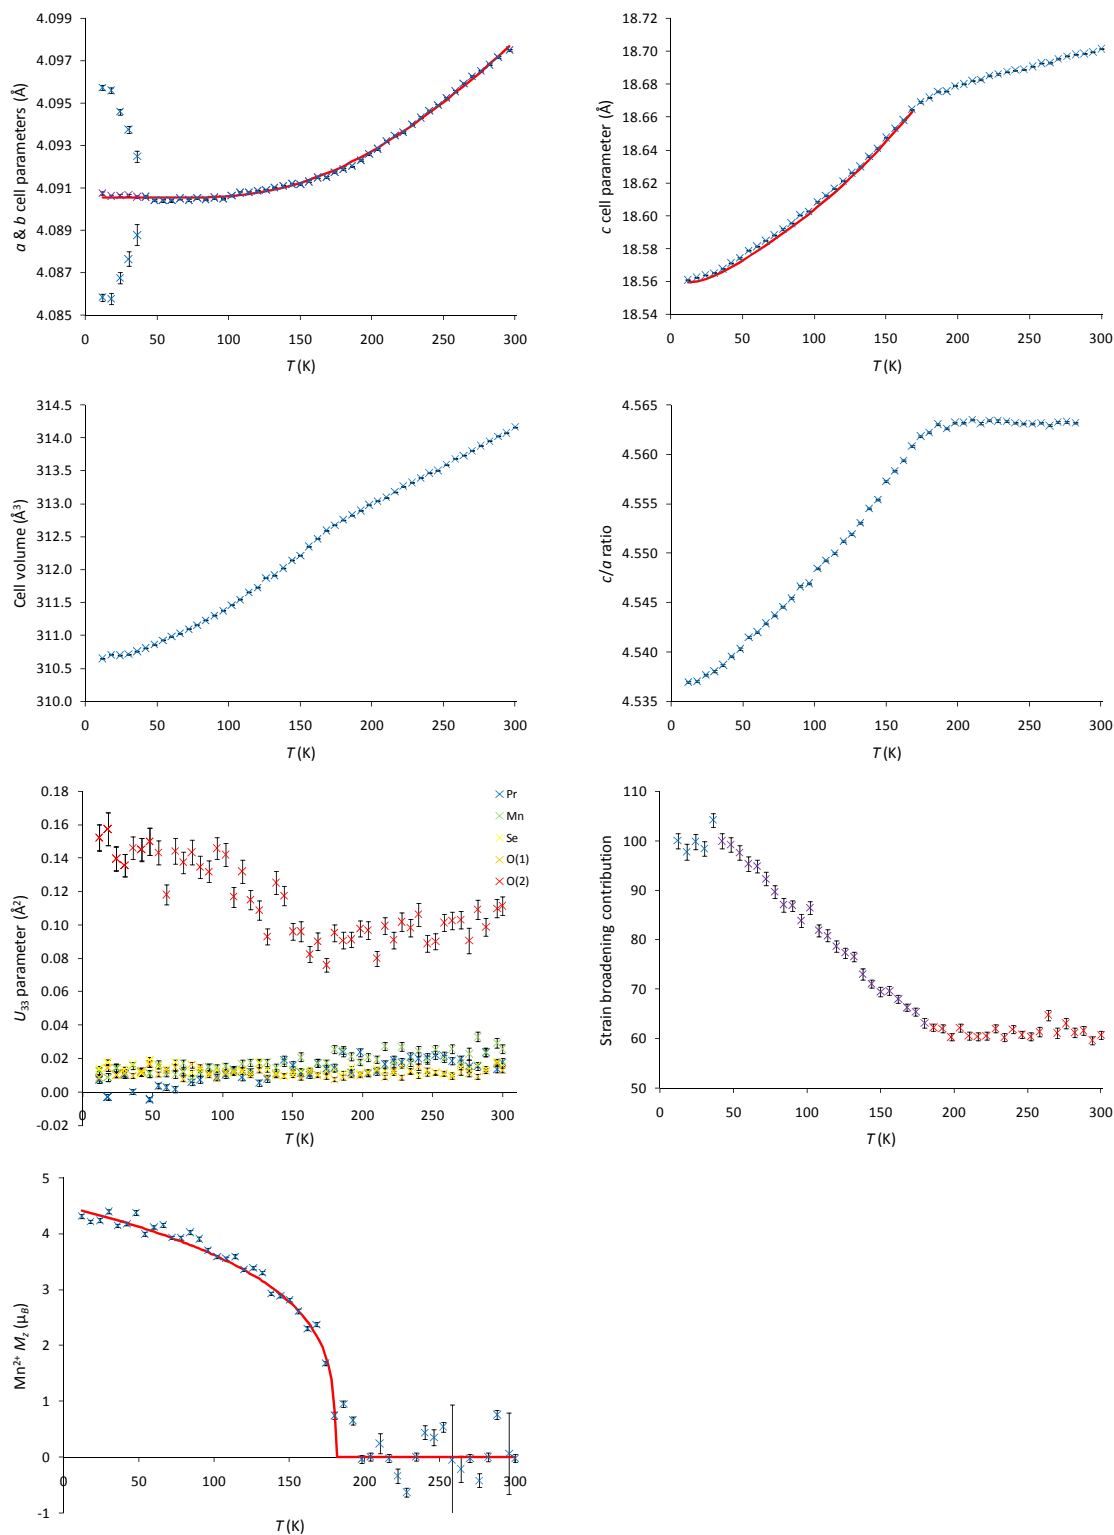 4.099
4.097
4.095
4.093
4.091
4.089
4.087
4.085
a & b cell parameters (Å)
0 50 100 150 200 250 300
T (K)
18.72
18.70
18.68
18.66
18.64
18.62
18.60
18.58
18.56
18.54
c cell parameter (Å)
0 50 100 150 200 250 300
T (K)
314.5
314.0
313.5
313.0
312.5
312.0
311.5
311.0
310.5
310.0
Cell volume (Å³)
0 50 100 150 200 250 300
T (K)
4.565
4.560
4.555
4.550
4.545
4.540
4.535
c/a ratio
0 50 100 150 200 250 300
T (K)
0.18
0.16
0.14
0.12
0.10
0.08
0.06
0.04
0.02
0.00
-0.02
U₃₃ parameter (Å²)
Pr
Mn
Se
O(1)
O(2)
0 50 100 150 200 250 300
T (K)
110
100
90
80
70
60
50
Strain broadening contribution
0 50 100 150 200 250 300
T (K)
5
4
3
2
1
0
-1
Mn²⁺ M_z (μ_B)
0 50 100 150 200 250 300
T (K)